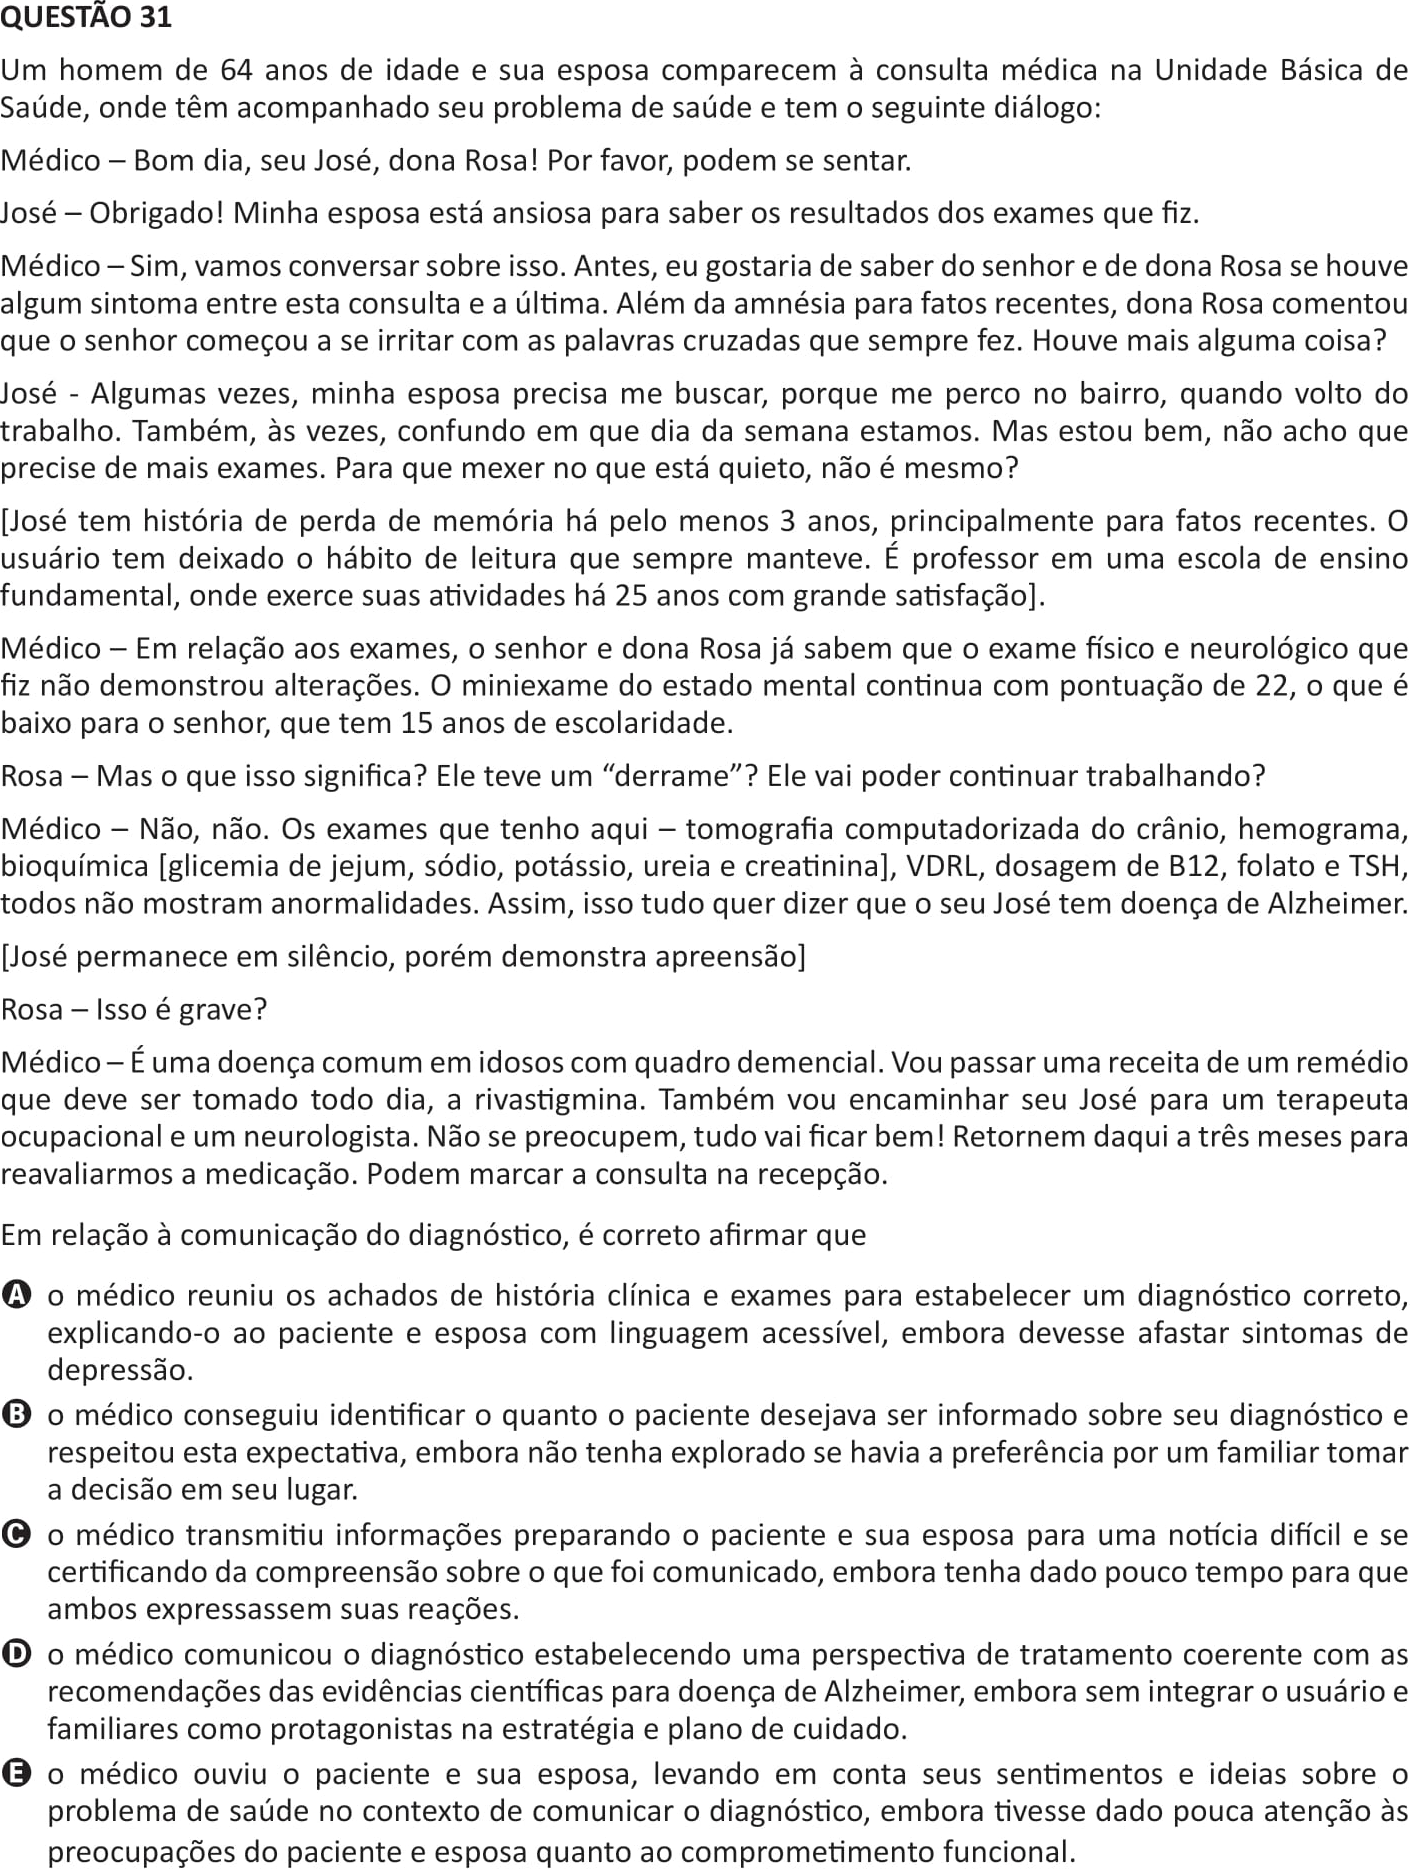 QUESTÃO 31
Um homem de 64 anos de idade e sua esposa comparecem à consulta médica na Unidade Básica de
Saúde, onde têm acompanhado seu problema de saúde e tem o seguinte diálogo:
Médico – Bom dia, seu José, dona Rosa! Por favor, podem se sentar.
José – Obrigado! Minha esposa está ansiosa para saber os resultados dos exames que fiz.
Médico – Sim, vamos conversar sobre isso. Antes, eu gostaria de saber do senhor e de dona Rosa se houve
algum sintoma entre esta consulta e a última. Além da amnésia para fatos recentes, dona Rosa comentou
que o senhor começou a se irritar com as palavras cruzadas que sempre fez. Houve mais alguma coisa?
José - Algumas vezes, minha esposa precisa me buscar, porque me perco no bairro, quando volto do
trabalho. Também, às vezes, confundo em que dia da semana estamos. Mas estou bem, não acho que
precise de mais exames. Para que mexer no que está quieto, não é mesmo?
[José tem história de perda de memória há pelo menos 3 anos, principalmente para fatos recentes. O
usuário tem deixado o hábito de leitura que sempre manteve. É professor em uma escola de ensino
fundamental, onde exerce suas atividades há 25 anos com grande satisfação].
Médico – Em relação aos exames, o senhor e dona Rosa já sabem que o exame físico e neurológico que
fiz não demonstrou alterações. O miniexame do estado mental continua com pontuação de 22, o que é
baixo para o senhor, que tem 15 anos de escolaridade.
Rosa – Mas o que isso significa? Ele teve um “derrame”? Ele vai poder continuar trabalhando?
Médico – Não, não. Os exames que tenho aqui – tomografia computadorizada do crânio, hemograma,
bioquímica [glicemia de jejum, sódio, potássio, ureia e creatinina], VDRL, dosagem de B12, folato e TSH,
todos não mostram anormalidades. Assim, isso tudo quer dizer que o seu José tem doença de Alzheimer.
[José permanece em silêncio, porém demonstra apreensão]
Rosa – Isso é grave?
Médico – É uma doença comum em idosos com quadro demencial. Vou passar uma receita de um remédio
que deve ser tomado todo dia, a rivastigmina. Também vou encaminhar seu José para um terapeuta
ocupacional e um neurologista. Não se preocupem, tudo vai ficar bem! Retornem daqui a três meses para
reavaliarmos a medicação. Podem marcar a consulta na recepção.
Em relação à comunicação do diagnóstico, é correto afirmar que
A o médico reuniu os achados de história clínica e exames para estabelecer um diagnóstico correto,
explicando-o ao paciente e esposa com linguagem acessível, embora devesse afastar sintomas de
depressão.
B o médico conseguiu identificar o quanto o paciente desejava ser informado sobre seu diagnóstico e
respeitou esta expectativa, embora não tenha explorado se havia a preferência por um familiar tomar
a decisão em seu lugar.
C o médico transmitiu informações preparando o paciente e sua esposa para uma notícia difícil e se
certificando da compreensão sobre o que foi comunicado, embora tenha dado pouco tempo para que
ambos expressassem suas reações.
D o médico comunicou o diagnóstico estabelecendo uma perspectiva de tratamento coerente com as
recomendações das evidências científicas para doença de Alzheimer, embora sem integrar o usuário e
familiares como protagonistas na estratégia e plano de cuidado.
E o médico ouviu o paciente e sua esposa, levando em conta seus sentimentos e ideias sobre o
problema de saúde no contexto de comunicar o diagnóstico, embora tivesse dado pouca atenção às
preocupações do paciente e esposa quanto ao comprometimento funcional.